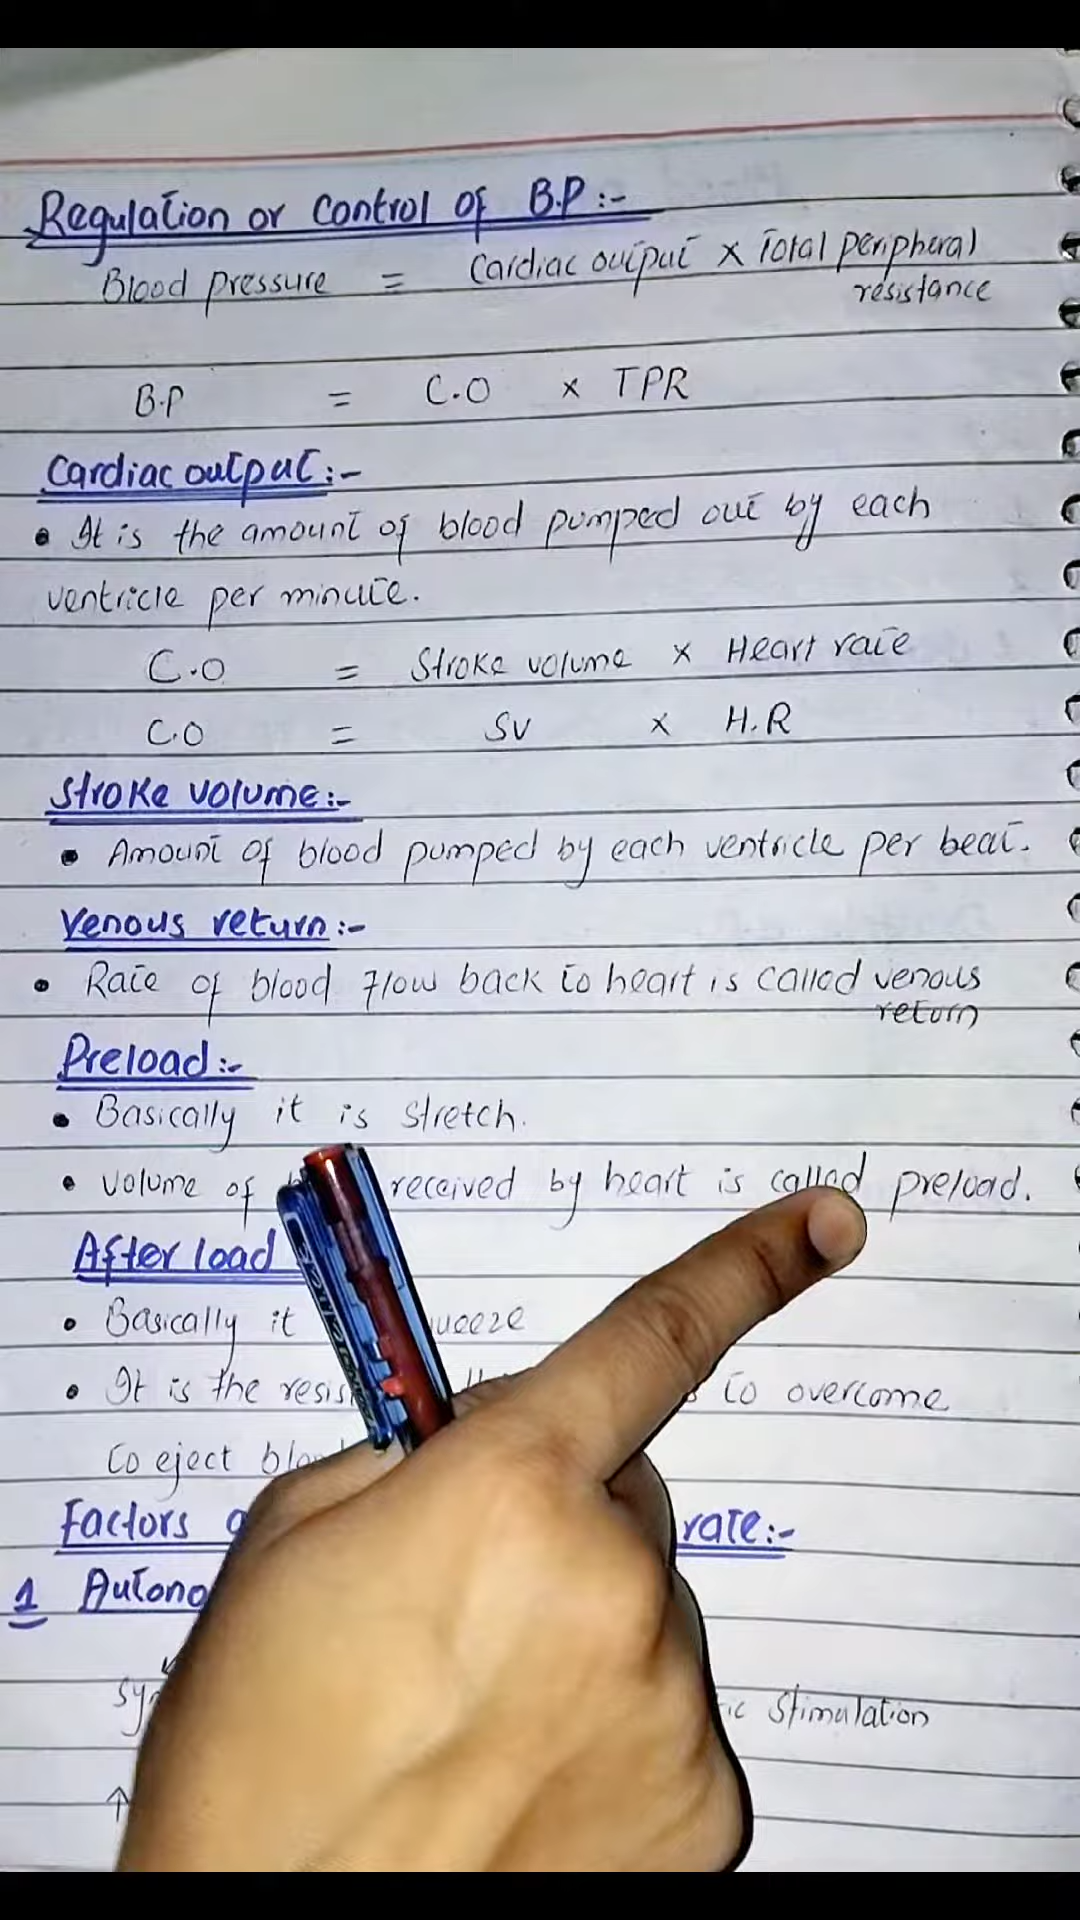 Regulation or control of B.P :-
Blood pressure = Cardiac output × Total peripheral
resistance
B.P = C.O × TPR
Cardiac output :-
• It is the amount of blood pumped out by each
ventricle per minute.
C.O = Stroke volume × Heart rate
C.O = SV × H.R
Stroke volume :-
• Amount of blood pumped by each ventricle per beat.
Venous return :-
• Rate of blood flow back to heart is called venous
return
Preload :-
• Basically it is stretch.
• volume of received by heart is called preload.
After load
• Basically it
• It is the to overcome
to eject
Factors rate :-
1
stimulation
↑